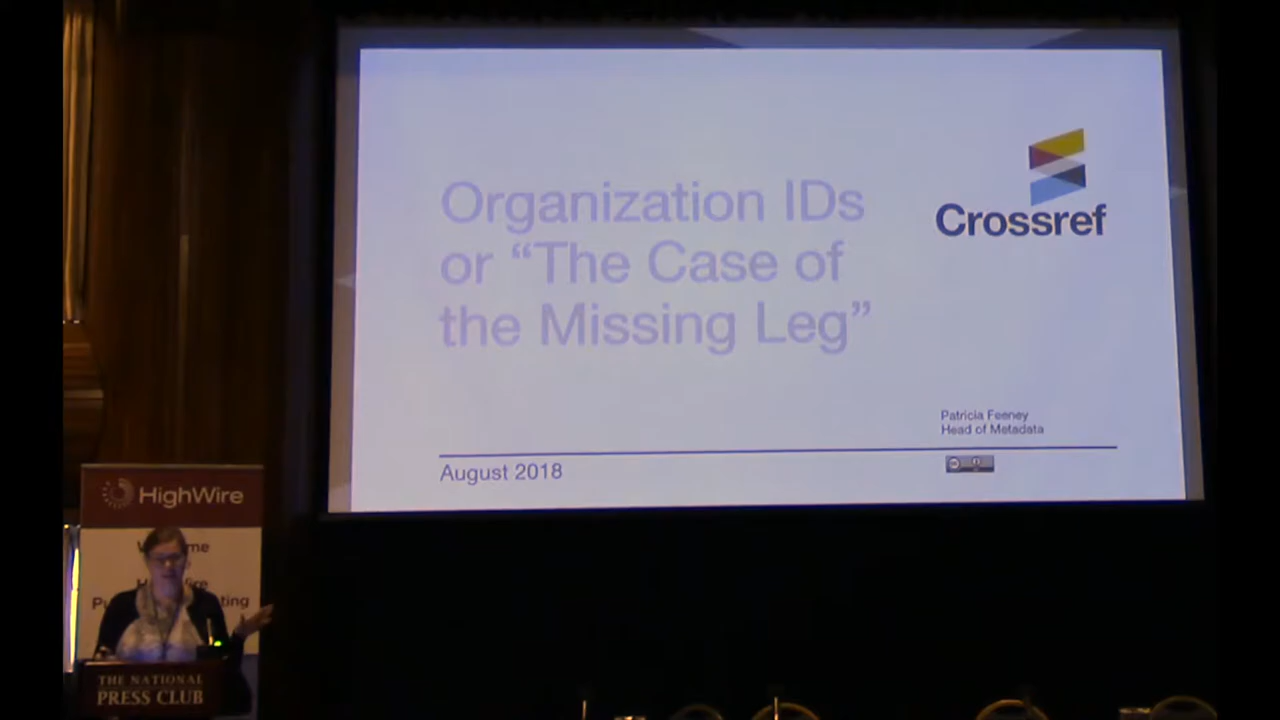 Organization IDs
or “The Case of
the Missing Leg”
Crossref
Patricia Feeney
Head of Metadata
August 2018
HighWire
THE NATIONAL
PRESS CLUB